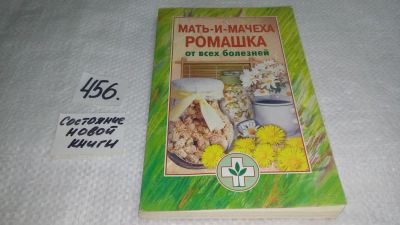 456.
Состояние
новой
книги
МАТЬ-И-МАЧЕХА
РОМАШКА
от всех болезней